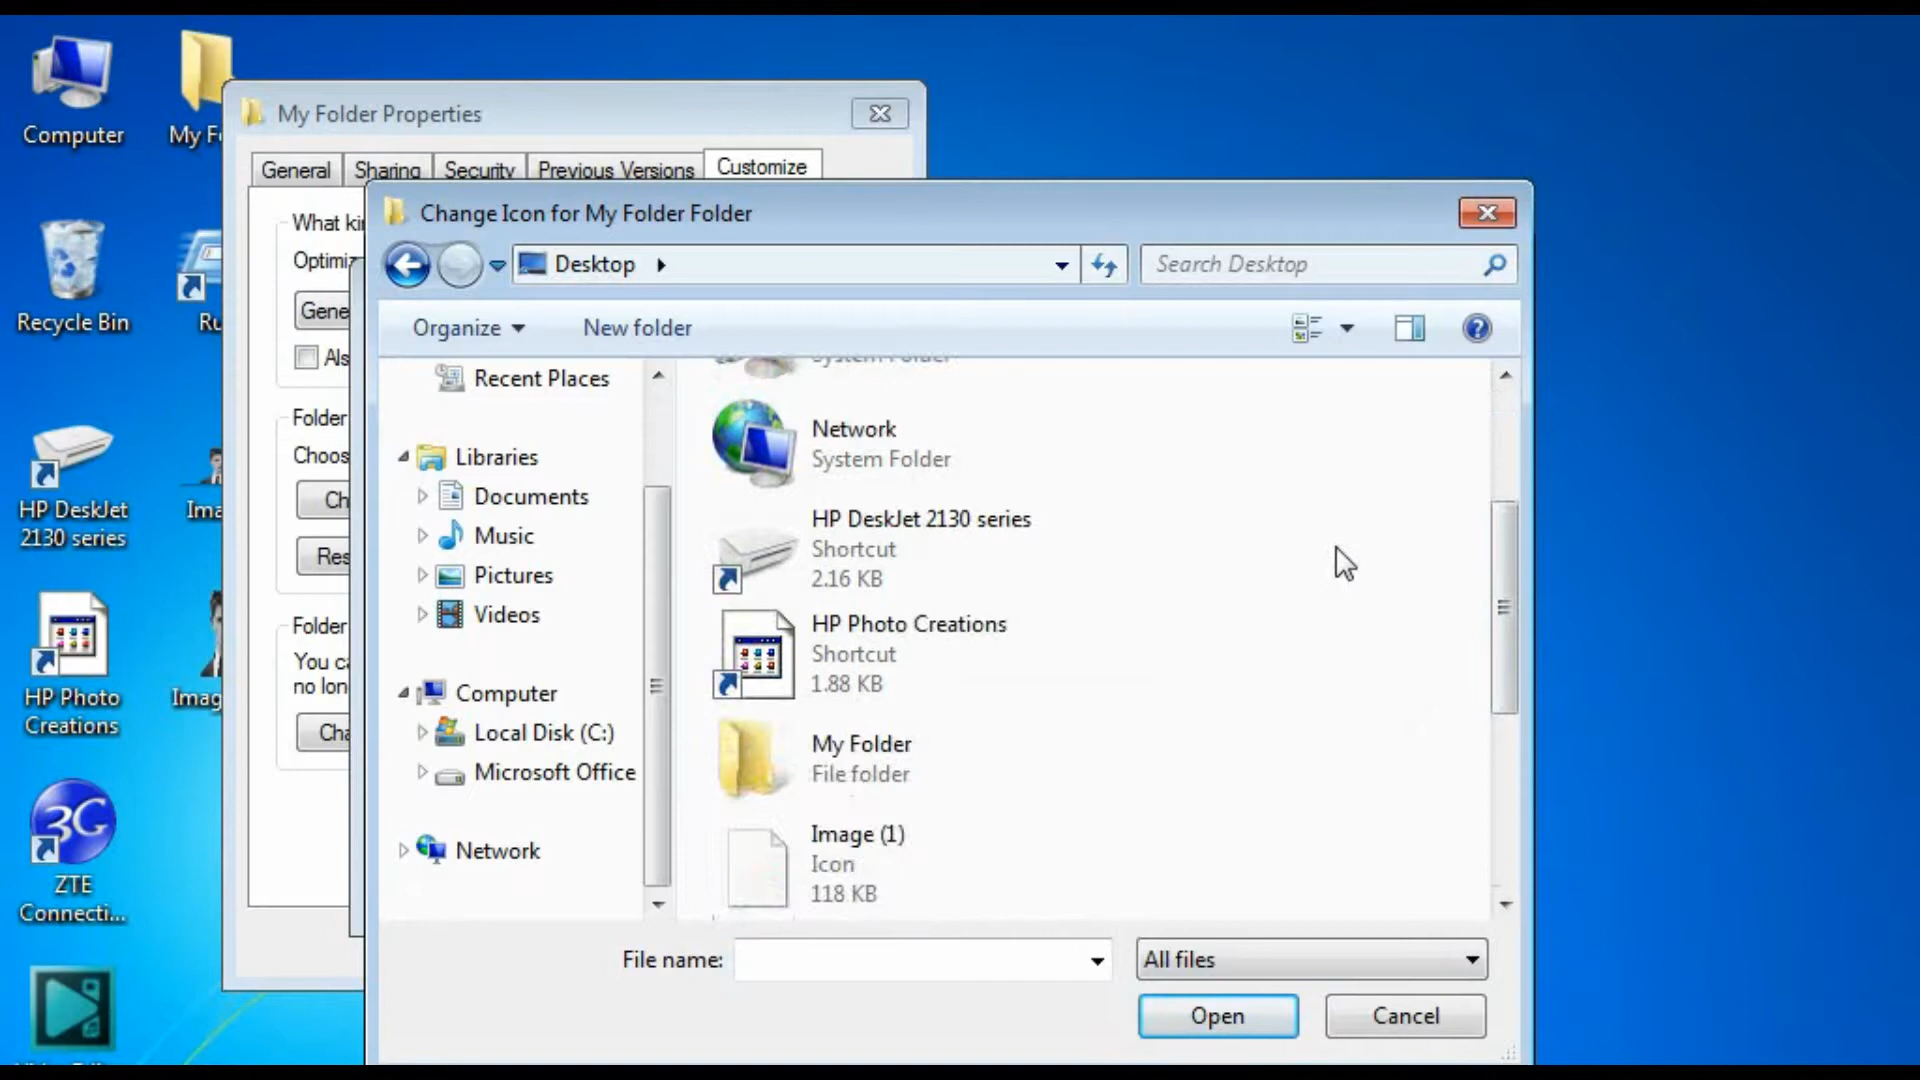 Computer
My F
Recycle Bin
Ru
HP DeskJet
2130 series
Ima
HP Photo
Creations
Imag
3G
ZTE
Connecti...
My Folder Properties
General
Sharing
Security
Previous Versions
Customize
What ki
Optimiz
Gene
Als
Folder
Choos
Ch
Res
Folder
You ca
no lon
Cha
Change Icon for My Folder Folder
Desktop
Search Desktop
Organize
New folder
Recent Places
Libraries
Documents
Music
Pictures
Videos
Computer
Local Disk (C:)
Microsoft Office
Network
System Folder
Network
System Folder
HP DeskJet 2130 series
Shortcut
2.16 KB
HP Photo Creations
Shortcut
1.88 KB
My Folder
File folder
Image (1)
Icon
118 KB
File name:
All files
Open
Cancel